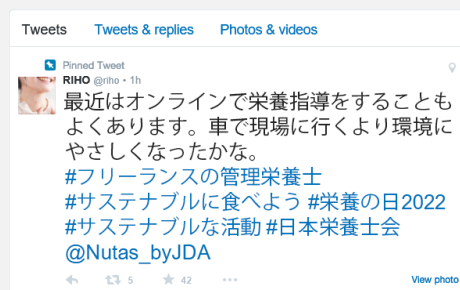 Tweets Tweets & replies Photos & videos
Pinned Tweet
RIHO @riho • 1h
最近はオンラインで栄養指導をすることも
よくあります。車で現場に行くより環境に
やさしくなったかな。
#フリーランスの管理栄養士
#サステナブルに食べよう #栄養の日2022
#サステナブルな活動 #日本栄養士会
@Nutas_byJDA
5 42 •••
View photo